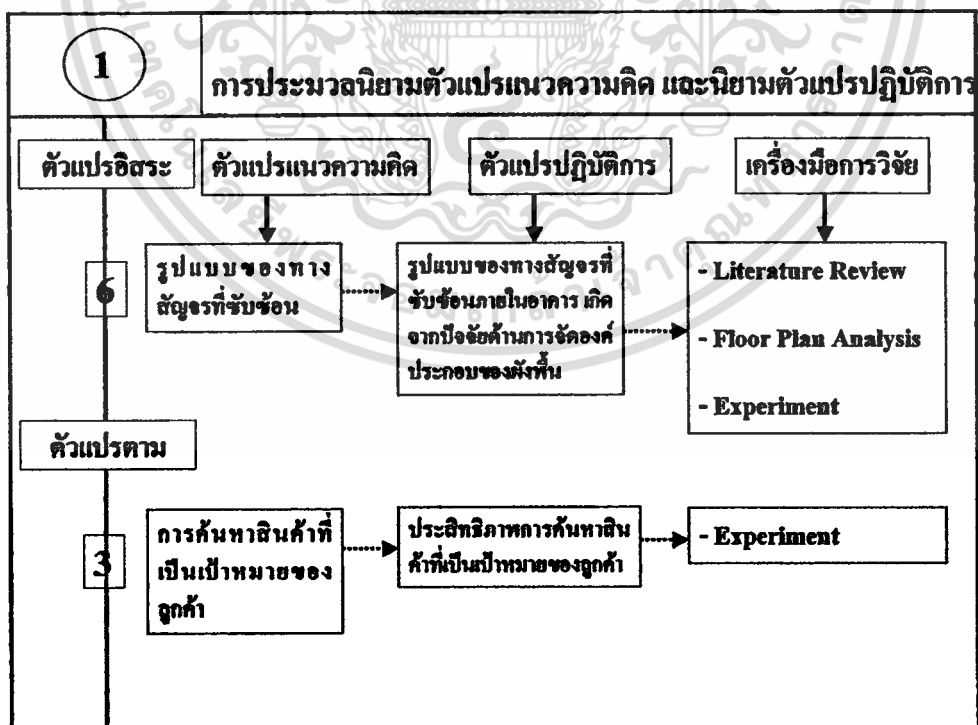 1
การประมวลนิยามตัวแปรแนวความคิด และนิยามตัวแปรปฏิบัติการ
ตัวแปรอิสระ
ตัวแปรแนวความคิด
ตัวแปรปฏิบัติการ
เครื่องมือการวิจัย
6
รูปแบบของทาง
สัญจรที่ซับซ้อน
รูปแบบของทางสัญจรที่
ซับซ้อนภายในอาคาร เกิด
จากปัจจัยด้านการจัดองค์
ประกอบของผังพื้น
- Literature Review
- Floor Plan Analysis
- Experiment
ตัวแปรตาม
3
การค้นหาสินค้าที่
เป็นเป้าหมายของ
ลูกค้า
ประสิทธิภาพการค้นหาสิน
ค้าที่เป็นเป้าหมายของลูกค้า
- Experiment